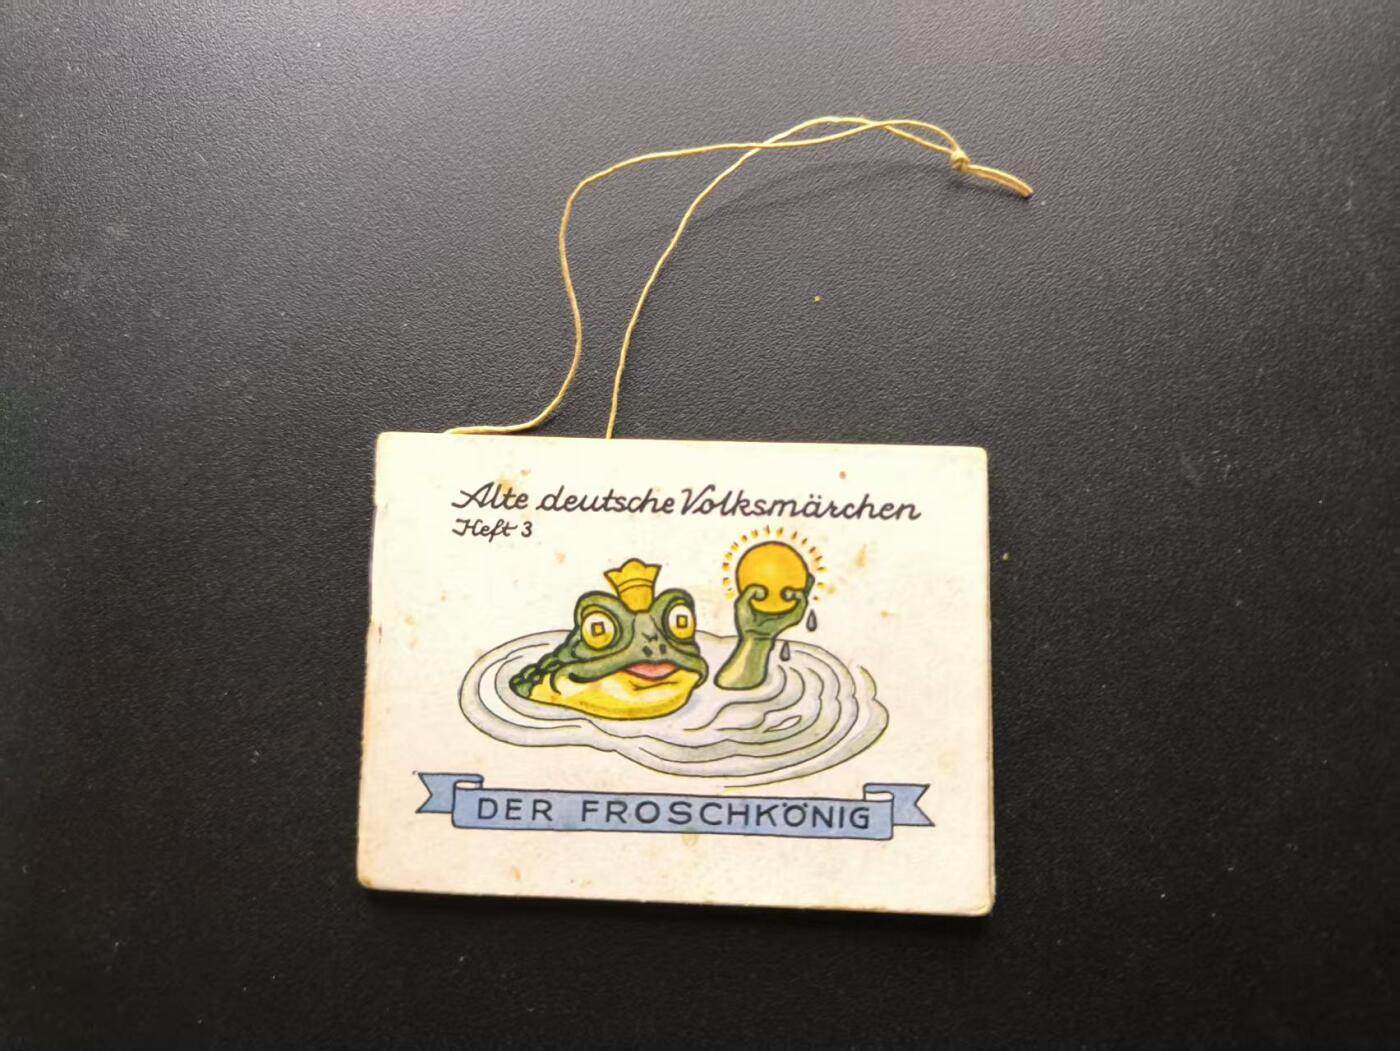 Alte deutsche Volksmärchen
Heft 3
DER FROSCHKÖNIG